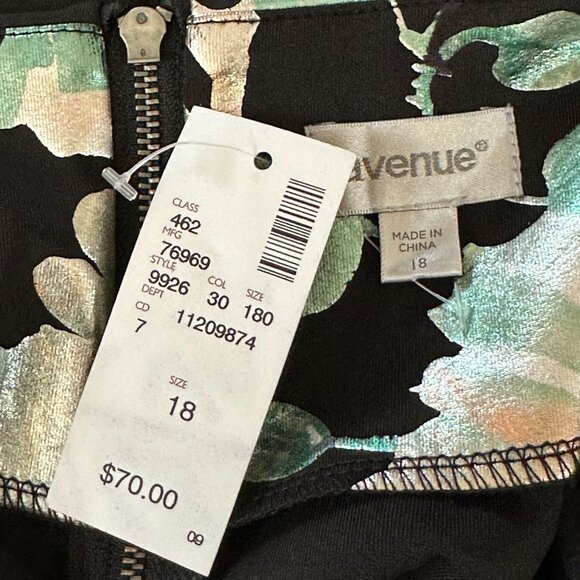 CLASS
462
MFG
76969
STYLE COL SIZE
9926 30 180
DEPT
11209874
CD
7
SIZE
18
$70.00
09
avenue®
MADE IN
CHINA
18